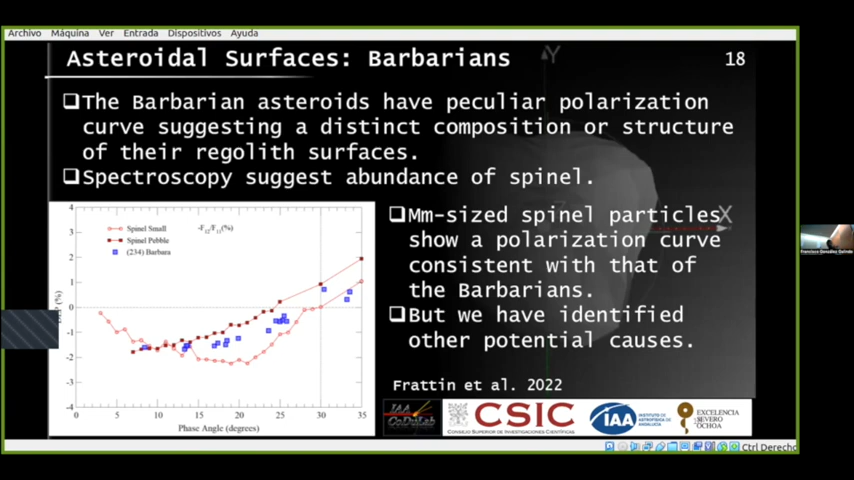 Archivo Máquina Ver Entrada Dispositivos Ayuda
Asteroidal Surfaces: Barbarians 18
❑The Barbarian asteroids have peculiar polarization
curve suggesting a distinct composition or structure
of their regolith surfaces.
❑Spectroscopy suggest abundance of spinel.
❑Mm-sized spinel particles
show a polarization curve
consistent with that of
the Barbarians.
❑But we have identified
other potential causes.
Frattin et al. 2022
Y
X
Spinel Small
-F12/F11(%)
Spinel Pebble
(234) Barbara
4
3
2
1
0
-1
-2
-3
-4
(%)
0 5 10 15 20 25 30 35
Phase Angle (degrees)
IAA
CoDuLab
CSIC
CONSEJO SUPERIOR DE INVESTIGACIONES CIENTÍFICAS
IAA
INSTITUTO DE
ASTROFÍSICA DE
ANDALUCÍA
EXCELENCIA
SEVERO
OCHOA
Francisco González Galindo
Ctrl Derecho